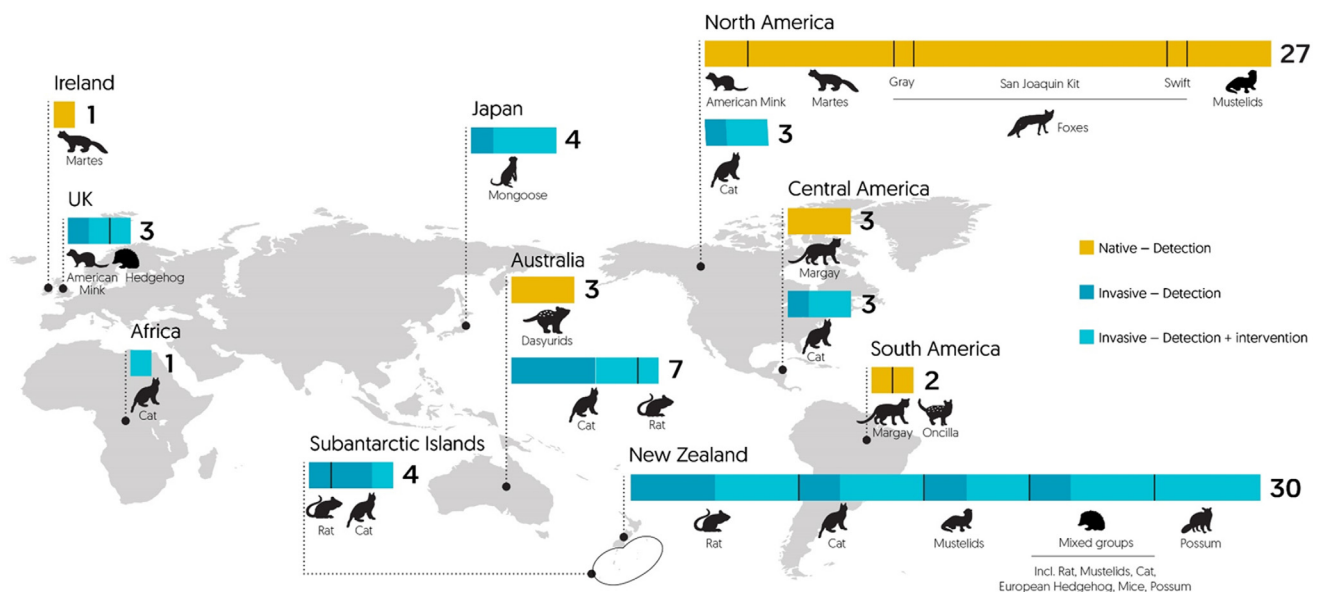 North America
27
American Mink
Martes
Gray
San Joaquin Kit
Swift
Mustelids
Foxes
3
Cat
Ireland
1
Martes
Japan
4
Mongoose
UK
3
American
Mink
Hedgehog
Central America
3
Margay
3
Cat
Native – Detection
Invasive – Detection
Invasive – Detection + intervention
Australia
3
Dasyurids
7
Cat
Rat
Africa
1
Cat
South America
2
Margay
Oncilla
Subantarctic Islands
4
Rat
Cat
New Zealand
30
Rat
Cat
Mustelids
Mixed groups
Possum
Incl. Rat, Mustelids, Cat,
European Hedgehog, Mice, Possum